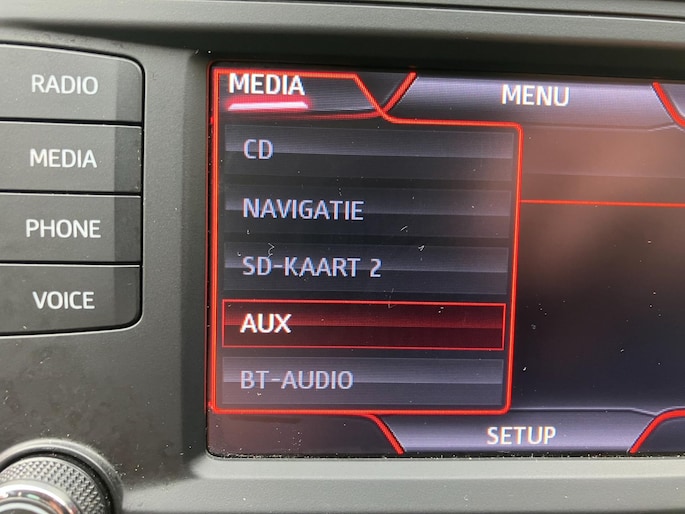 RADIO
MEDIA
PHONE
VOICE
MEDIA
MENU
CD
NAVIGATIE
SD-KAART 2
AUX
BT-AUDIO
SETUP